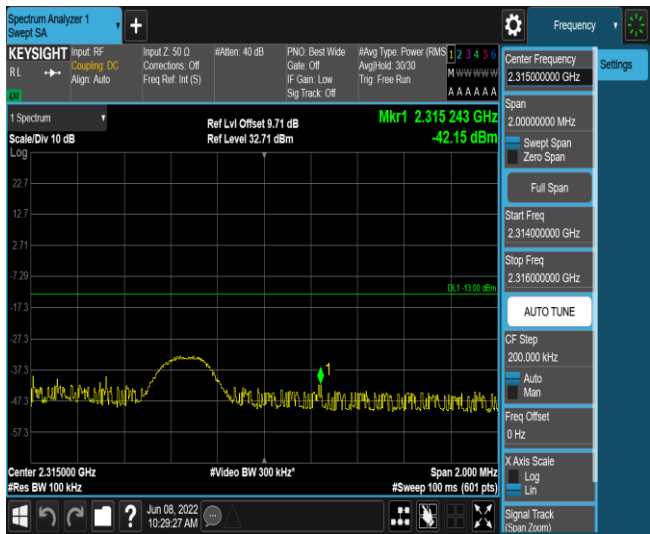 Spectrum Analyzer 1
Swept SA
Frequency
KEYSIGHT
RL
Input: RF
Coupling: DC
Align: Auto
Input Z: 50 Ω
Corrections: Off
Freq Ref: Int (S)
#Atten: 40 dB
PNO: Best Wide
Gate: Off
IF Gain: Low
Sig Track: Off
#Avg Type: Power (RMS
Avg|Hold: 30/30
Trig: Free Run
1 2 3 4 5 6
M W W W W W
A A A A A A
LXI
1 Spectrum
Scale/Div 10 dB
Log
Ref Lvl Offset 9.71 dB
Ref Level 32.71 dBm
Mkr1 2.315 243 GHz
-42.15 dBm
22.7
12.7
2.71
-7.29
-17.3
-27.3
-37.3
-47.3
-57.3
DL1 -13.00 dBm
1
Center 2.315000 GHz
#Res BW 100 kHz
#Video BW 300 kHz*
Span 2.000 MHz
#Sweep 100 ms (601 pts)
Jun 08, 2022
10:29:27 AM
?
Center Frequency
2.315000000 GHz
Span
2.00000000 MHz
Swept Span
Zero Span
Full Span
Start Freq
2.314000000 GHz
Stop Freq
2.316000000 GHz
AUTO TUNE
CF Step
200.000 kHz
Auto
Man
Freq Offset
0 Hz
X Axis Scale
Log
Lin
Signal Track
(Span Zoom)
Settings